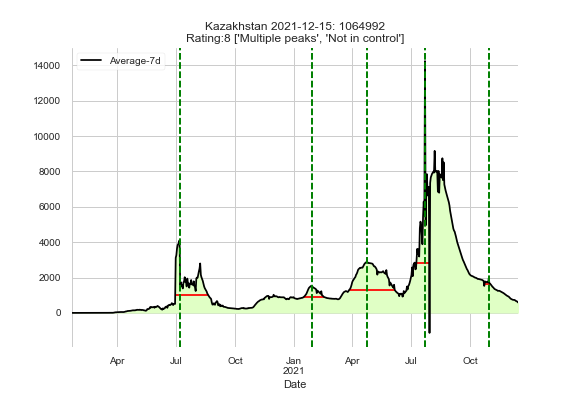 Kazakhstan 2021-12-15: 1064992
Rating:8 ['Multiple peaks', 'Not in control']
Average-7d
14000
12000
10000
8000
6000
4000
2000
0
Apr Jul Oct Jan Apr Jul Oct
2021
Date